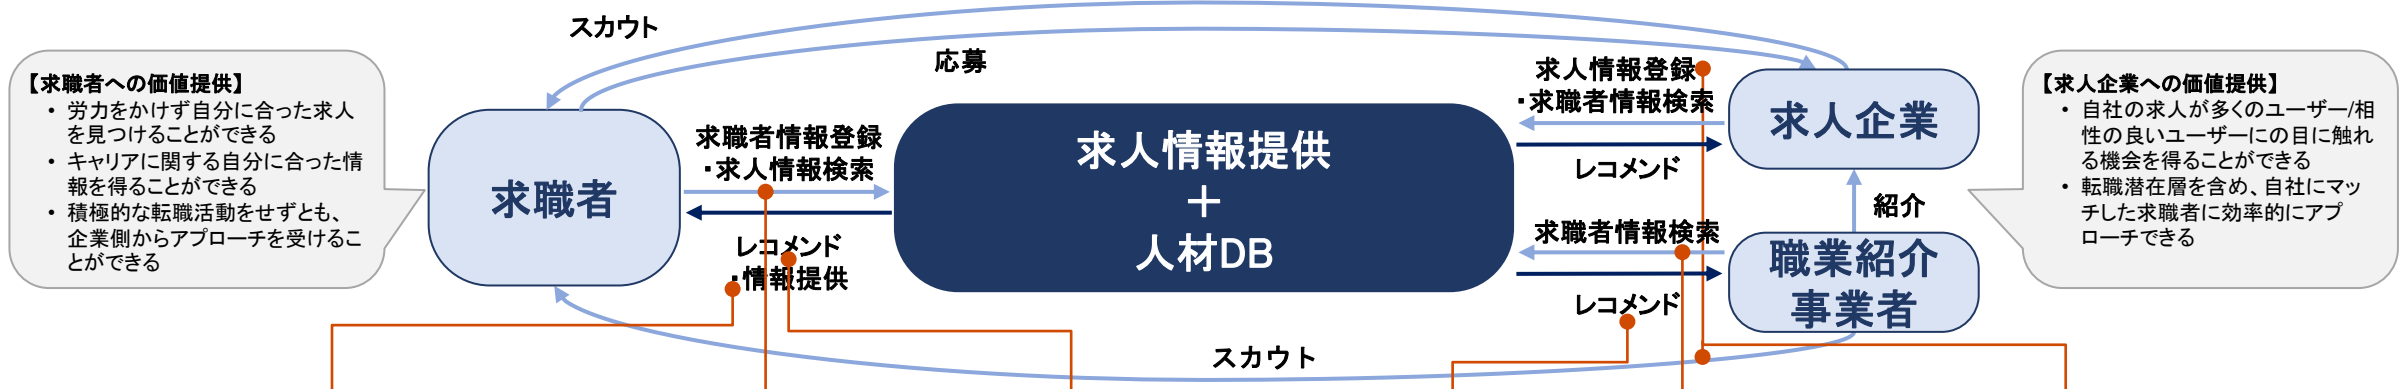 スカウト
応募
【求職者への価値提供】
• 労力をかけず自分に合った求人
を見つけることができる
• キャリアに関する自分に合った情
報を得ることができる
• 積極的な転職活動をせずとも、
企業側からアプローチを受けるこ
とができる
求職者
求職者情報登録
・求人情報検索
レコメンド
・情報提供
求人情報提供
＋
人材DB
求人情報登録
・求職者情報検索
レコメンド
求職者情報検索
レコメンド
求人企業
紹介
職業紹介
事業者
スカウト
【求人企業への価値提供】
• 自社の求人が多くのユーザー/相
性の良いユーザーにの目に触れ
る機会を得ることができる
• 転職潜在層を含め、自社にマッ
チした求職者に効率的にアプ
ローチできる